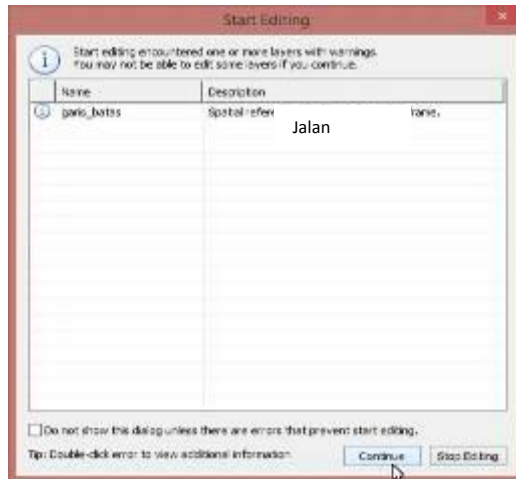 Start Editing
Start editing encountered one or more layers with warnings.
You may not be able to edit some layers if you continue.
Name Description
garis_batas Spatial refere rame.
Jalan
Do not show this dialog unless there are errors that prevent start editing.
Tip: Double-click error to view additional information
Continue Stop Editing